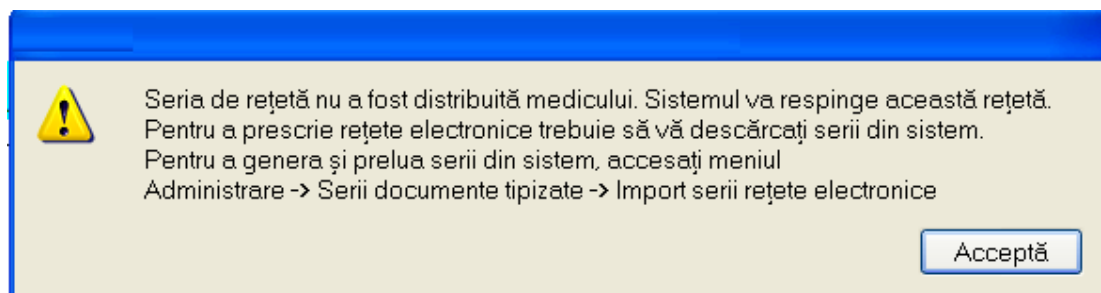 Seria de rețetă nu a fost distribuită medicului. Sistemul va respinge această rețetă.
Pentru a prescrie rețete electronice trebuie să vă descărcați serii din sistem.
Pentru a genera și prelua serii din sistem, accesați meniul
Administrare -> Serii documente tipizate -> Import serii rețete electronice
Acceptă